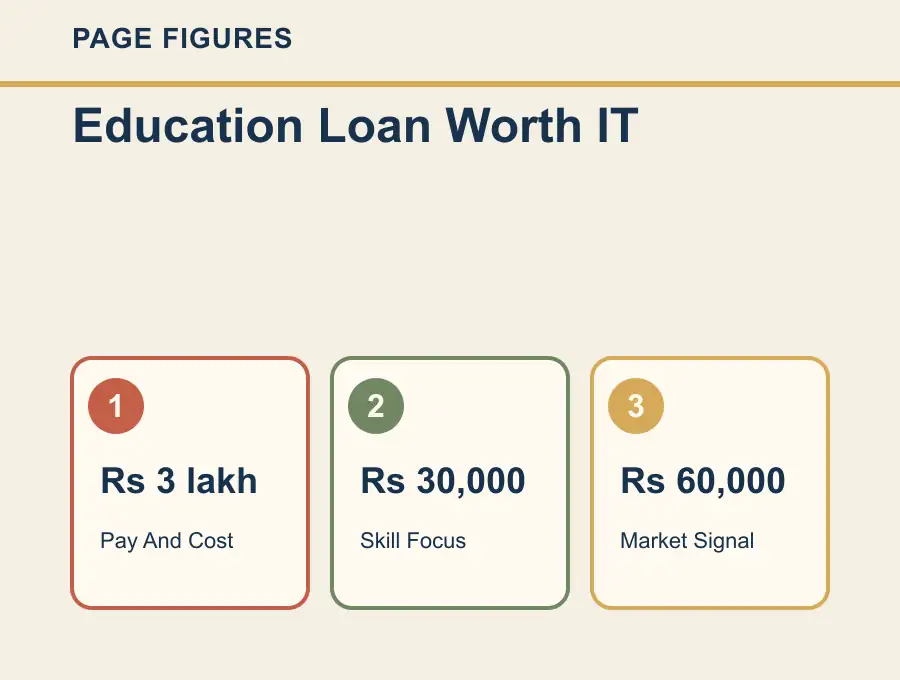 PAGE FIGURES
Education Loan Worth IT
1
Rs 3 lakh
Pay And Cost
2
Rs 30,000
Skill Focus
3
Rs 60,000
Market Signal